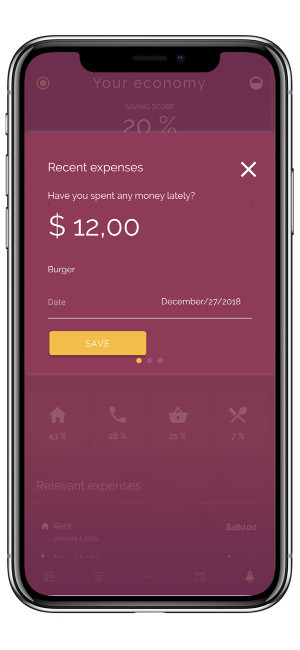 Your economy
SAVING SCORE
20 %
Recent expenses
Have you spent any money lately?
$ 12,00
Burger
Date December/27/2018
SAVE
43 % 28 % 21 % 7 %
Relevant expenses
Rent $480.00
January 1 2019